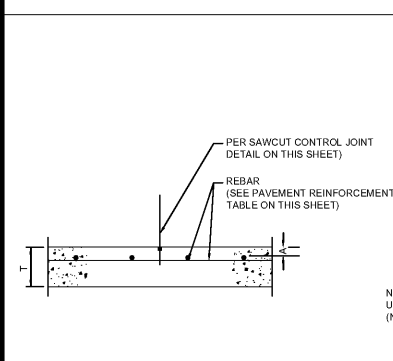 PER SAWCUT CONTROL JOINT
DETAIL ON THIS SHEET)
REBAR
(SEE PAVEMENT REINFORCEMENT
TABLE ON THIS SHEET)
A
T
N
U
(N